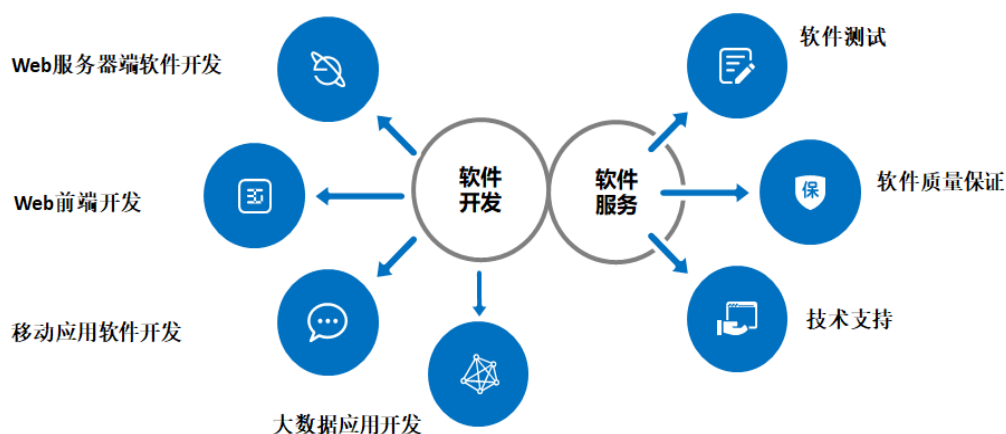 Web服务器端软件开发
Web前端开发
移动应用软件开发
大数据应用开发
软件
开发
软件
服务
软件测试
保
软件质量保证
技术支持